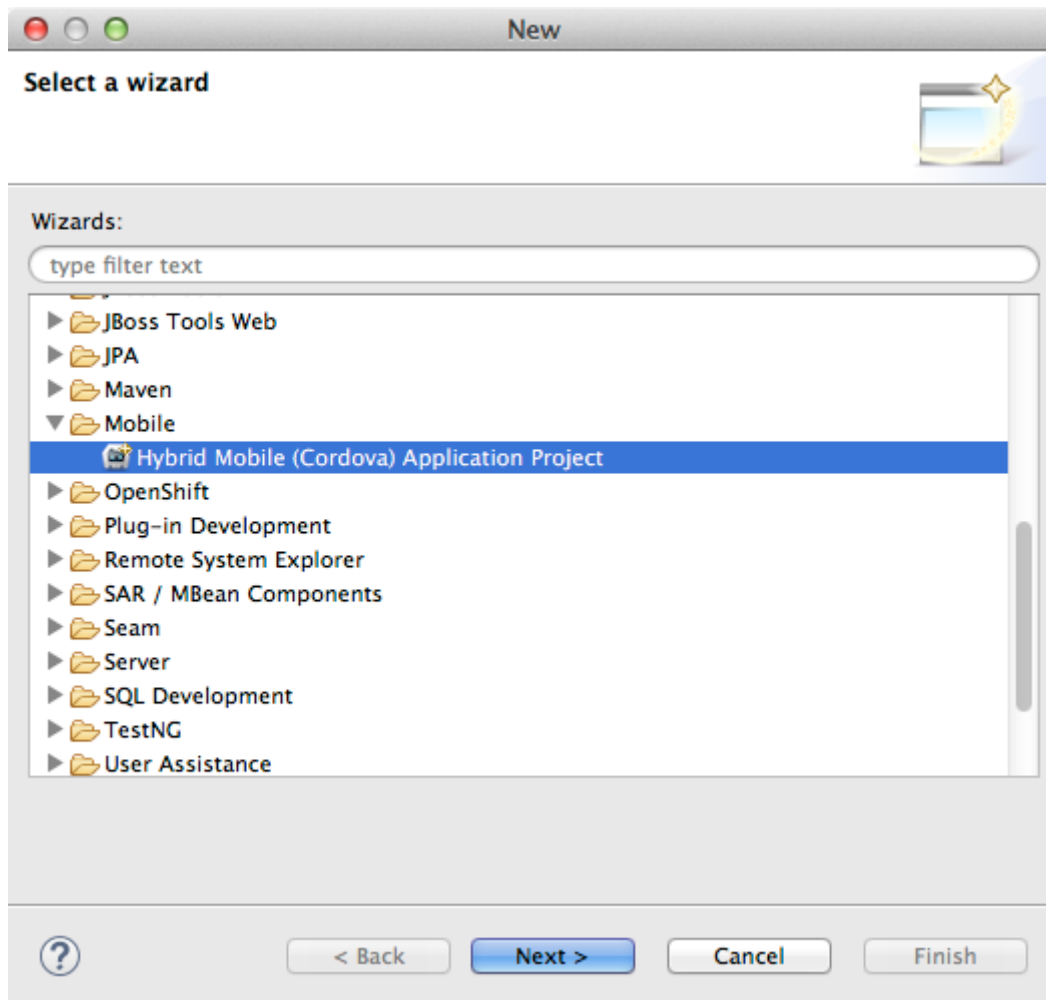 New
Select a wizard
Wizards:
type filter text
JBoss Tools Web
JPA
Maven
Mobile
Hybrid Mobile (Cordova) Application Project
OpenShift
Plug-in Development
Remote System Explorer
SAR / MBean Components
Seam
Server
SQL Development
TestNG
User Assistance
?
< Back
Next >
Cancel
Finish